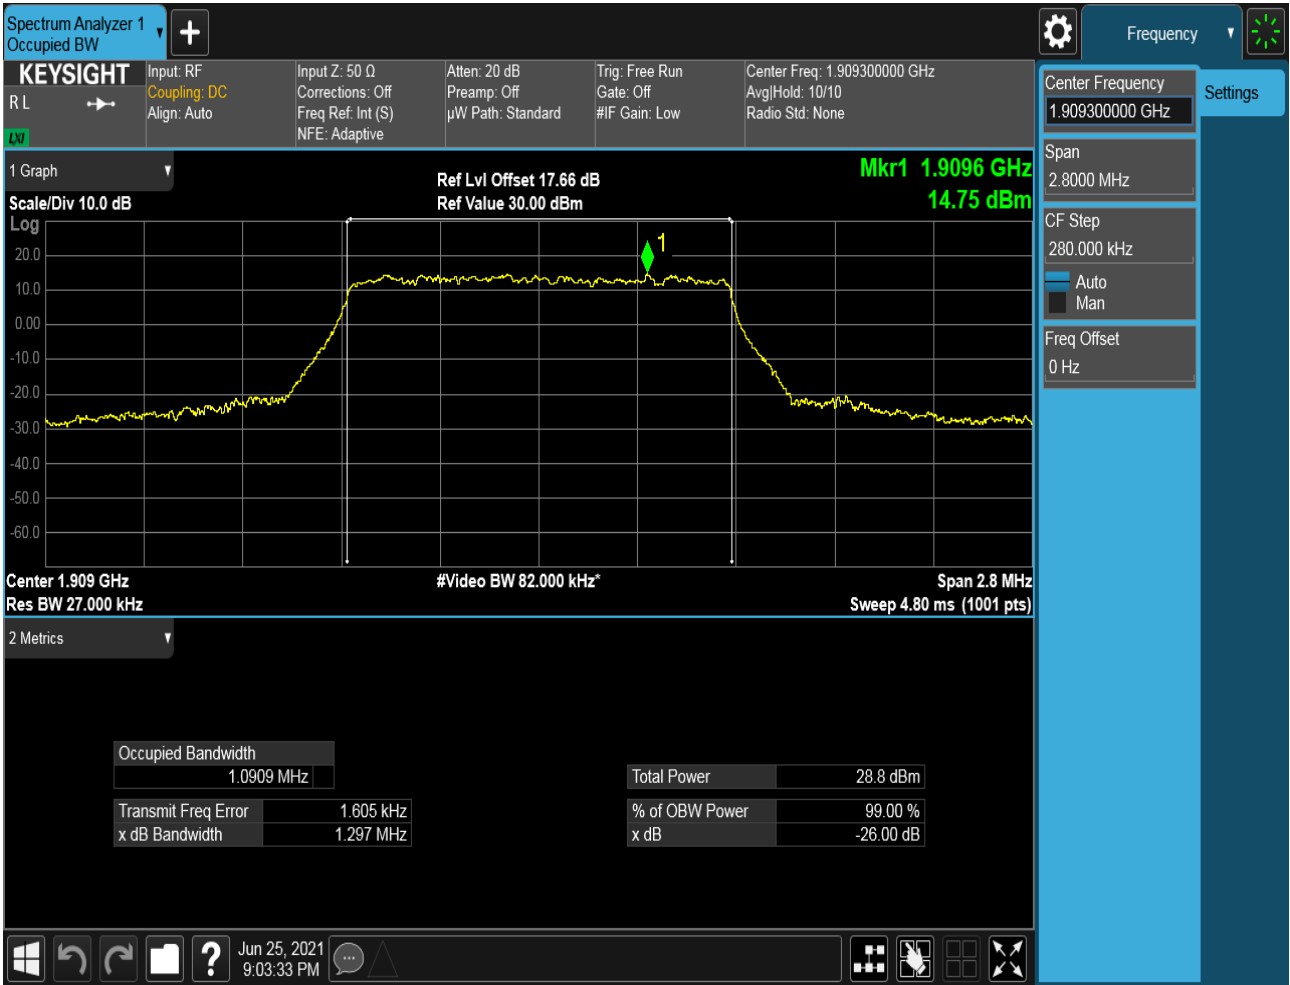 Spectrum Analyzer 1
Occupied BW
Frequency
KEYSIGHT
R L
LXI
Input: RF
Coupling: DC
Align: Auto
Input Z: 50 Ω
Corrections: Off
Freq Ref: Int (S)
NFE: Adaptive
Atten: 20 dB
Preamp: Off
µW Path: Standard
Trig: Free Run
Gate: Off
#IF Gain: Low
Center Freq: 1.909300000 GHz
Avg|Hold: 10/10
Radio Std: None
Center Frequency
1.909300000 GHz
Settings
Span
2.8000 MHz
CF Step
280.000 kHz
Auto
Man
Freq Offset
0 Hz
1 Graph
Scale/Div 10.0 dB
Ref Lvl Offset 17.66 dB
Ref Value 30.00 dBm
Mkr1 1.9096 GHz
14.75 dBm
Log
20.0
10.0
0.00
-10.0
-20.0
-30.0
-40.0
-50.0
-60.0
1
Center 1.909 GHz
#Video BW 82.000 kHz*
Span 2.8 MHz
Res BW 27.000 kHz
Sweep 4.80 ms (1001 pts)
2 Metrics
Occupied Bandwidth
1.0909 MHz
Transmit Freq Error 1.605 kHz
x dB Bandwidth 1.297 MHz
Total Power 28.8 dBm
% of OBW Power 99.00 %
x dB -26.00 dB
?
Jun 25, 2021
9:03:33 PM